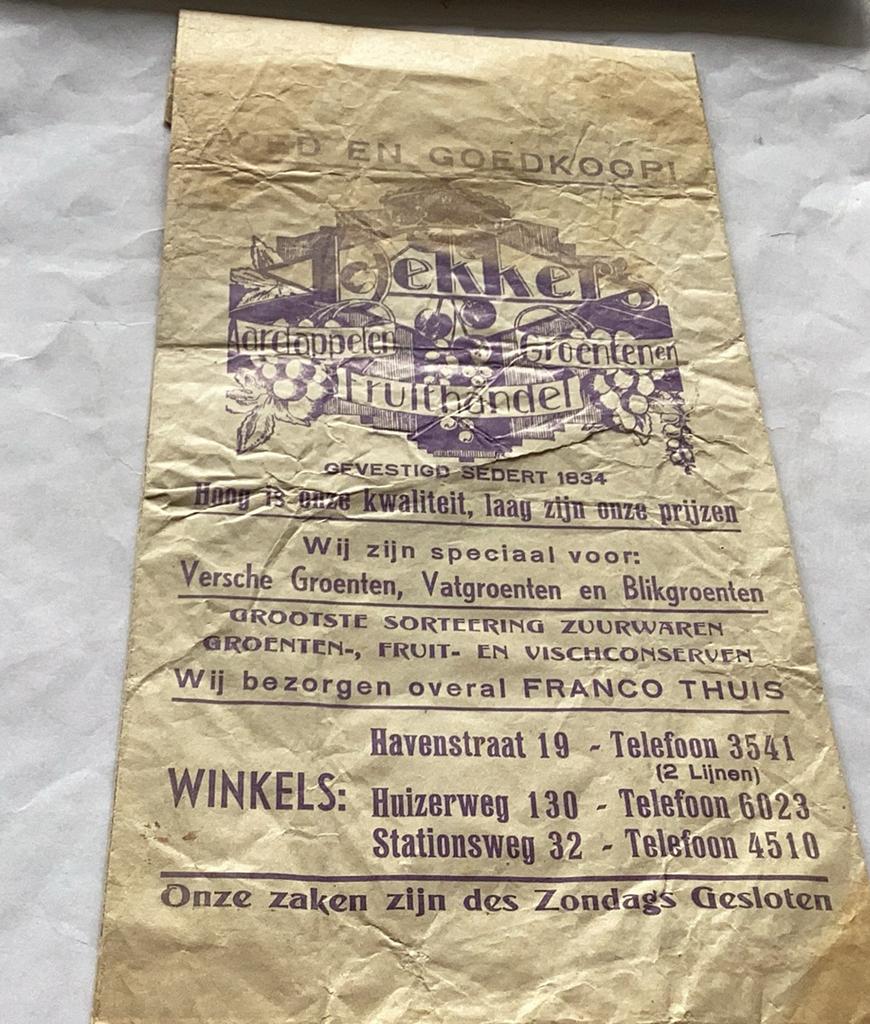 GOED EN GOEDKOOP!
Dekker's
Aardappelen Groenten en
Fruithandel
GEVESTIGD SEDERT 1834
Hoog is onze kwaliteit, laag zijn onze prijzen
Wij zijn speciaal voor:
Versche Groenten, Vatgroenten en Blikgroenten
GROOTSTE SORTEERING ZUURWAREN
GROENTEN-, FRUIT- EN VISCHCONSERVEN
Wij bezorgen overal FRANCO THUIS
WINKELS:
Havenstraat 19 - Telefoon 3541
(2 Lijnen)
Huizerweg 130 - Telefoon 6023
Stationsweg 32 - Telefoon 4510
Onze zaken zijn des Zondags Gesloten